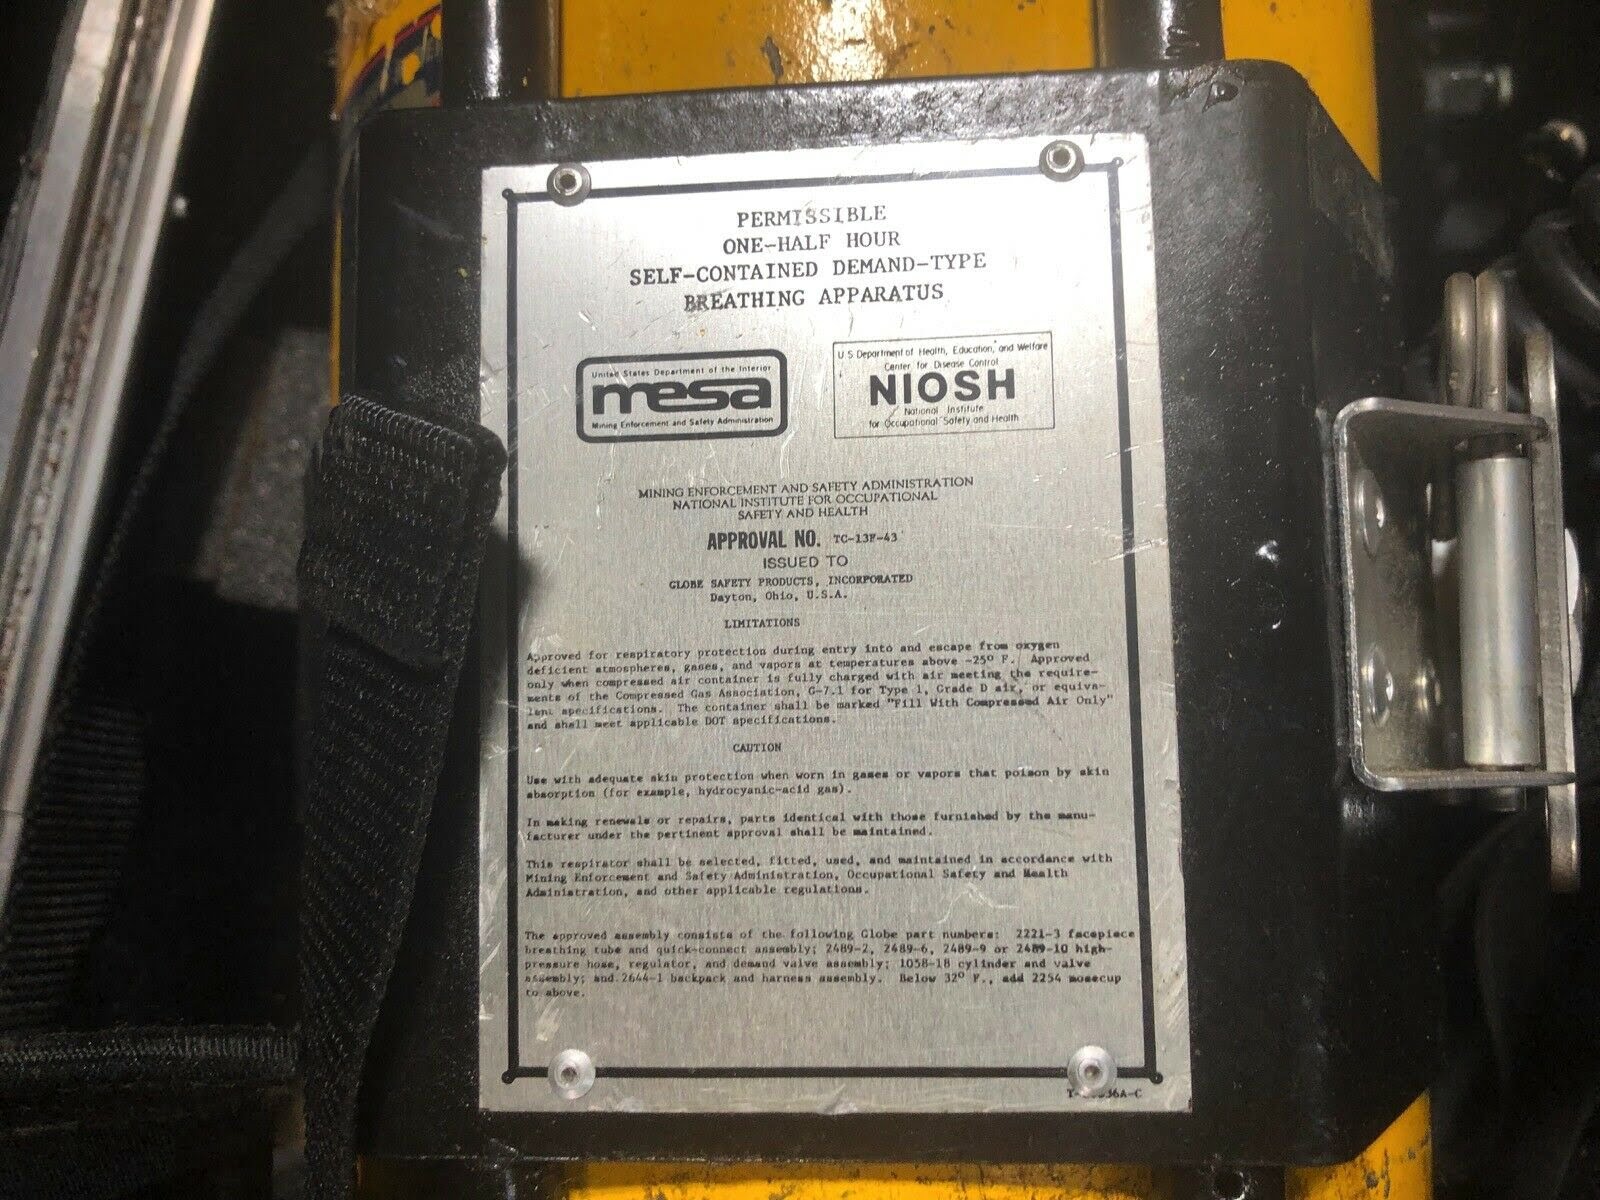 PERMISSIBLE
ONE-HALF HOUR
SELF-CONTAINED DEMAND-TYPE
BREATHING APPARATUS
United States Department of the Interior
mesa
Mining Enforcement and Safety Administration
U.S. Department of Health, Education, and Welfare
Center for Disease Control
NIOSH
National Institute
for Occupational Safety and Health
MINING ENFORCEMENT AND SAFETY ADMINISTRATION
NATIONAL INSTITUTE FOR OCCUPATIONAL
SAFETY AND HEALTH
APPROVAL NO. TC-13F-43
ISSUED TO
GLOBE SAFETY PRODUCTS, INCORPORATED
Dayton, Ohio, U.S.A.
LIMITATIONS
Approved for respiratory protection during entry into and escape from oxygen
deficient atmospheres, gases, and vapors at temperatures above -25º F. Approved
only when compressed air container is fully charged with air meeting the require-
ments of the Compressed Gas Association, G-7.1 for Type 1, Grade D air, or equiva-
lent specifications. The container shall be marked "Fill With Compressed Air Only"
and shall meet applicable DOT specifications.
CAUTION
Use with adequate skin protection when worn in gases or vapors that poison by skin
absorption (for example, hydrocyanic-acid gas).
In making renewals or repairs, parts identical with those furnished by the manu-
facturer under the pertinent approval shall be maintained.
This respirator shall be selected, fitted, used, and maintained in accordance with
Mining Enforcement and Safety Administration, Occupational Safety and Health
Administration, and other applicable regulations.
The approved assembly consists of the following Globe part numbers: 2221-3 facepiece
breathing tube and quick-connect assembly; 2489-2, 2489-6, 2489-9 or 2489-10 high-
pressure hose, regulator, and demand valve assembly; 1058-18 cylinder and valve
assembly; and 2644-1 backpack and harness assembly. Below 32º F., add 2254 nosecup
to above.